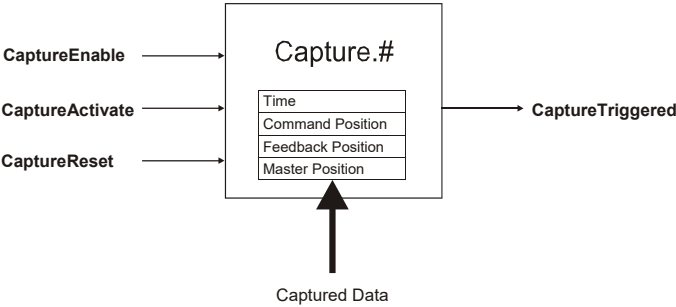 Capture.#
CaptureEnable
CaptureActivate
CaptureReset
Time
Command Position
Feedback Position
Master Position
CaptureTriggered
Captured Data